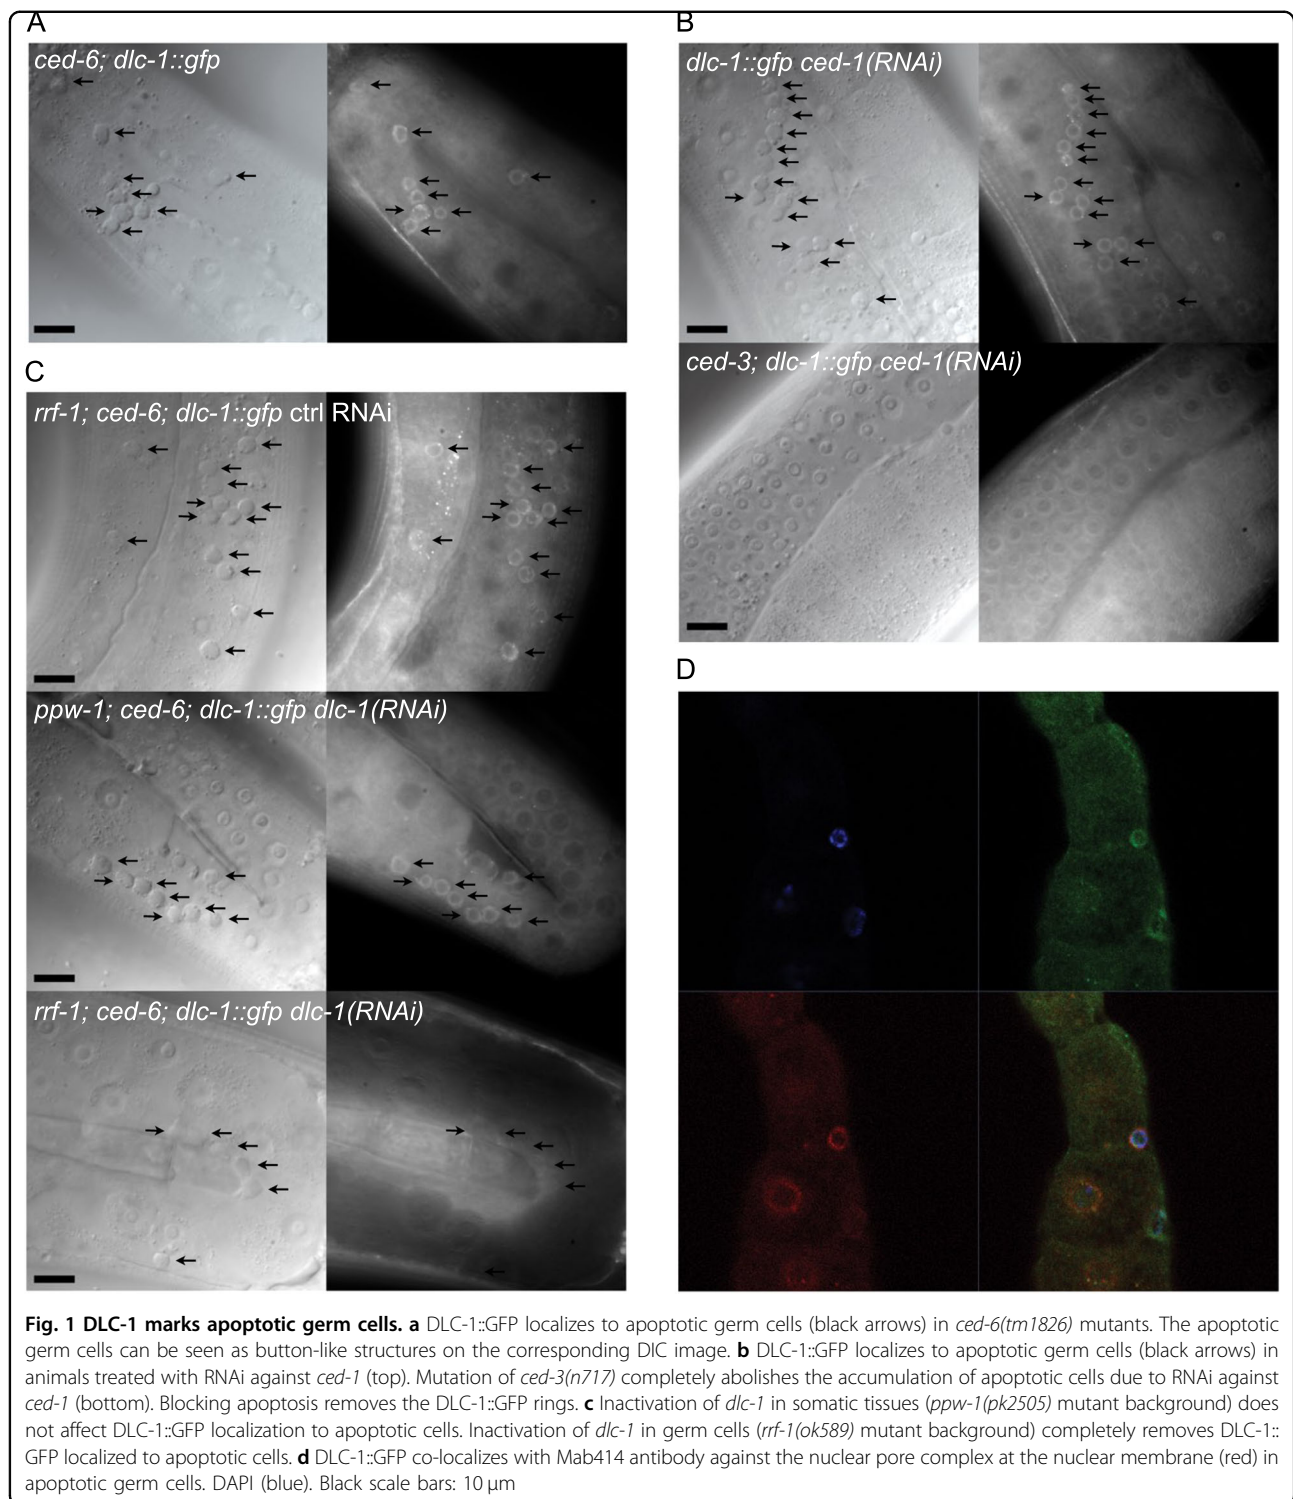 A
ced-6; dlc-1::gfp
B
dlc-1::gfp ced-1(RNAi)
ced-3; dlc-1::gfp ced-1(RNAi)
C
rrf-1; ced-6; dlc-1::gfp ctrl RNAi
ppw-1; ced-6; dlc-1::gfp dlc-1(RNAi)
rrf-1; ced-6; dlc-1::gfp dlc-1(RNAi)
D
Fig. 1 DLC-1 marks apoptotic germ cells. a DLC-1::GFP localizes to apoptotic germ cells (black arrows) in ced-6(tm1826) mutants. The apoptotic
germ cells can be seen as button-like structures on the corresponding DIC image. b DLC-1::GFP localizes to apoptotic germ cells (black arrows) in
animals treated with RNAi against ced-1 (top). Mutation of ced-3(n717) completely abolishes the accumulation of apoptotic cells due to RNAi against
ced-1 (bottom). Blocking apoptosis removes the DLC-1::GFP rings. c Inactivation of dlc-1 in somatic tissues (ppw-1(pk2505) mutant background) does
not affect DLC-1::GFP localization to apoptotic cells. Inactivation of dlc-1 in germ cells (rrf-1(ok589) mutant background) completely removes DLC-1::
GFP localized to apoptotic cells. d DLC-1::GFP co-localizes with Mab414 antibody against the nuclear pore complex at the nuclear membrane (red) in
apoptotic germ cells. DAPI (blue). Black scale bars: 10 µm